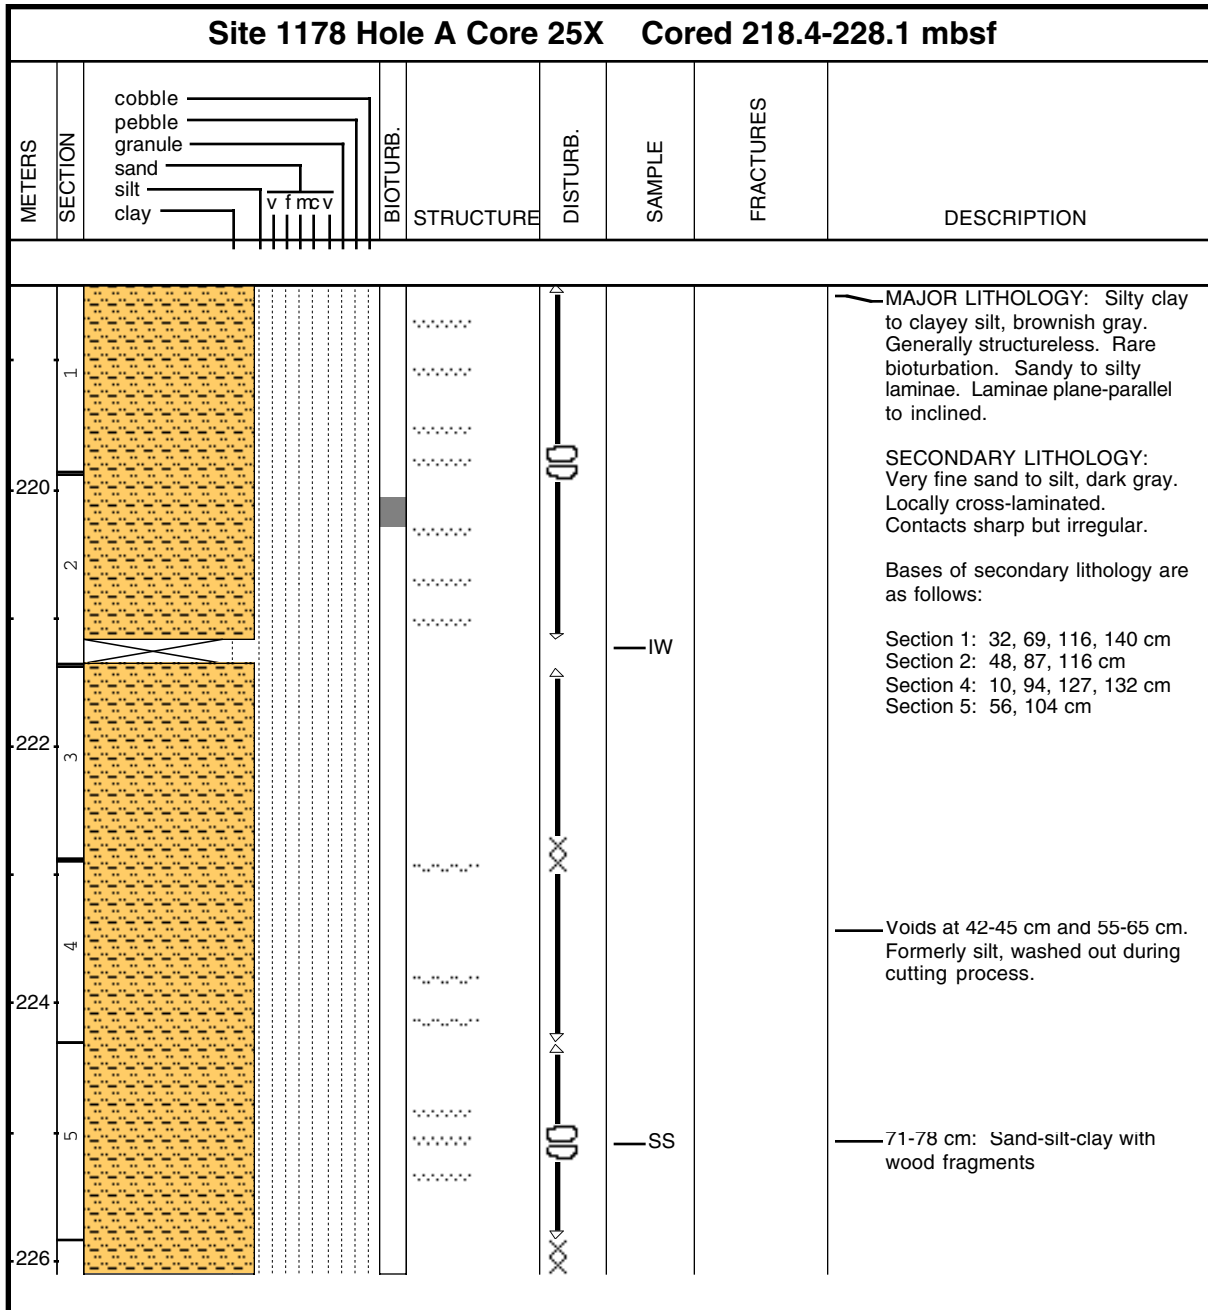 Site 1178 Hole A Core 25X Cored 218.4-228.1 mbsf
METERS
SECTION
cobble
pebble
granule
sand
silt
clay
v f m c v
BIOTURB.
STRUCTURE
DISTURB.
SAMPLE
FRACTURES
DESCRIPTION
1
220
2
222
3
4
224
5
226
IW
SS
MAJOR LITHOLOGY: Silty clay
to clayey silt, brownish gray.
Generally structureless. Rare
bioturbation. Sandy to silty
laminae. Laminae plane-parallel
to inclined.
SECONDARY LITHOLOGY:
Very fine sand to silt, dark gray.
Locally cross-laminated.
Contacts sharp but irregular.
Bases of secondary lithology are
as follows:
Section 1: 32, 69, 116, 140 cm
Section 2: 48, 87, 116 cm
Section 4: 10, 94, 127, 132 cm
Section 5: 56, 104 cm
Voids at 42-45 cm and 55-65 cm.
Formerly silt, washed out during
cutting process.
71-78 cm: Sand-silt-clay with
wood fragments